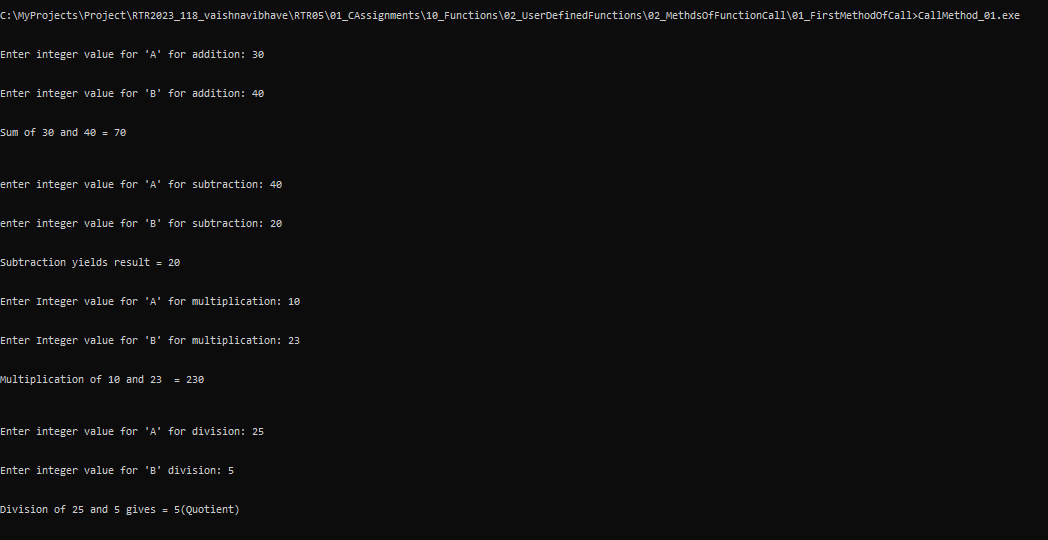 C:\MyProjects\Project\RTR2023_118_vaishnavibhave\RTR05\01_CAssignments\10_Functions\02_UserDefinedFunctions\02_MethdsOfFunctionCall\01_FirstMethodOfCall>CallMethod_01.exe
Enter integer value for 'A' for addition: 30
Enter integer value for 'B' for addition: 40
Sum of 30 and 40 = 70
enter integer value for 'A' for subtraction: 40
enter integer value for 'B' for subtraction: 20
Subtraction yields result = 20
Enter Integer value for 'A' for multiplication: 10
Enter Integer value for 'B' for multiplication: 23
Multiplication of 10 and 23  = 230
Enter integer value for 'A' for division: 25
Enter integer value for 'B' division: 5
Division of 25 and 5 gives = 5(Quotient)